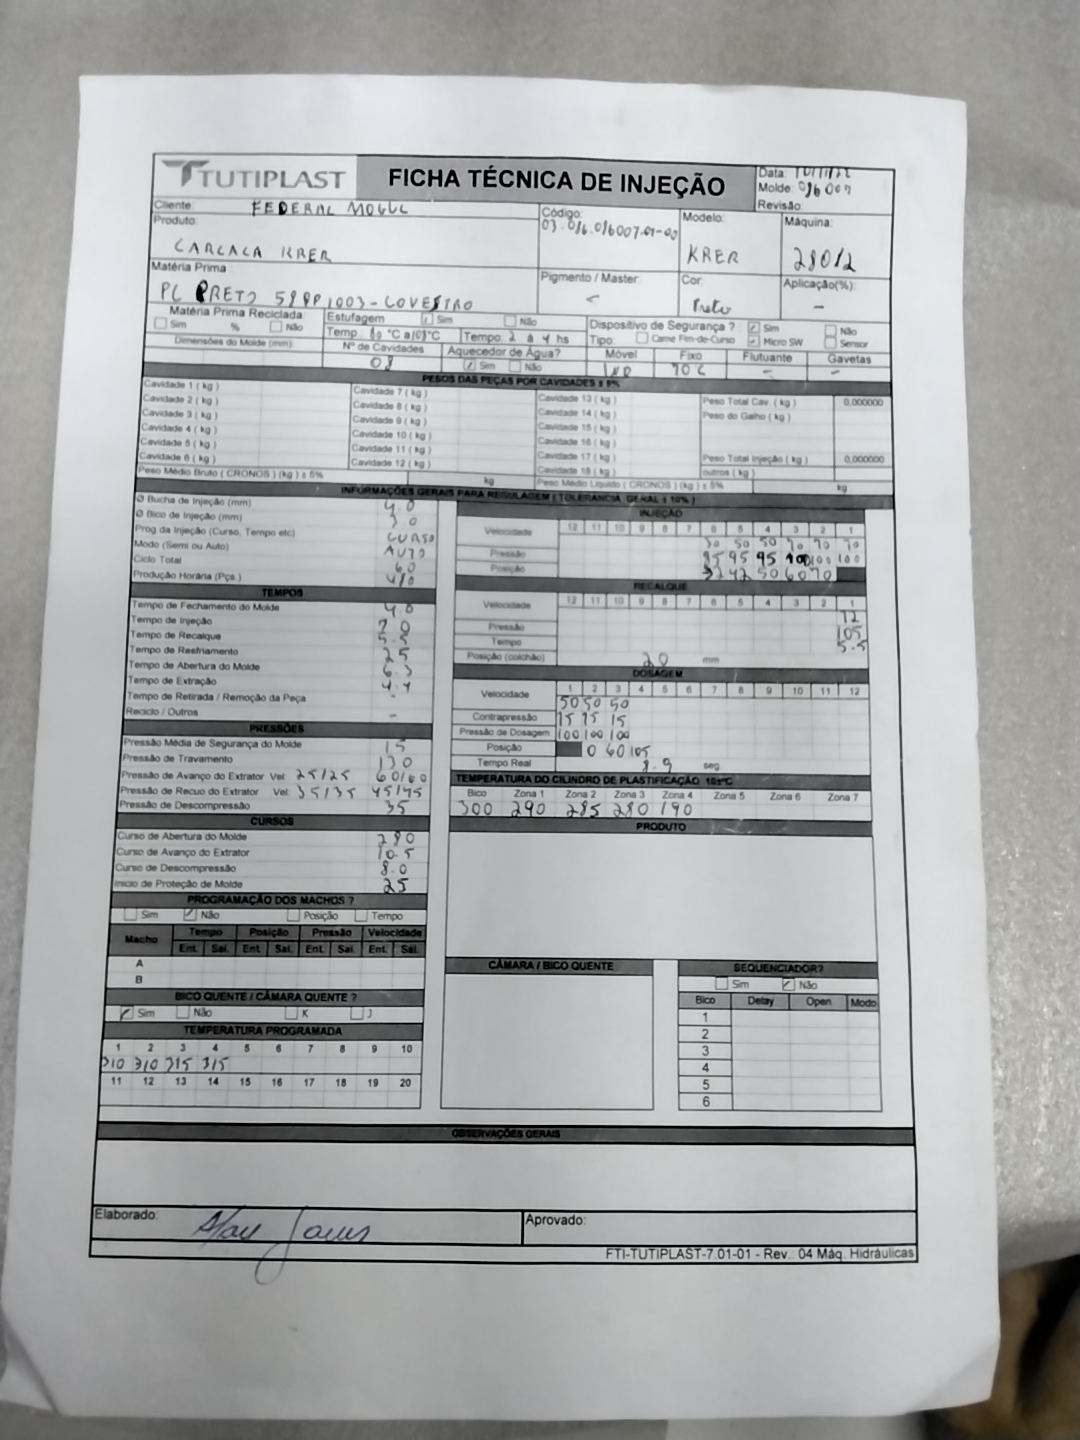 TUTIPLAST
FICHA TÉCNICA DE INJEÇÃO
Data:
Molde: 096007
Revisão:
Cliente: FEDERAL MOGUL
Código:
Modelo:
Máquina:
Produto:
CARCACA KRER
KRER
280/2
Matéria Prima:
Pigmento / Master:
Cor:
Aplicação(%):
PC PRETO
1003-COVESTRO
Preto
-
Matéria Prima Reciclada:
Sim % Não
Estufagem Sim Não
Temp. °C a °C Tempo 2 a 4 hs
Dispositivo de Segurança ? Sim Não
Tipo: Came Fim-de-Curso Micro SW Sensor
Dimensões do Molde (mm)
Nº de Cavidades
08
Aquecedor de Água?
Sim Não
Móvel Fixo Flutuante Gavetas
- -
PESOS DAS PEÇAS POR CAVIDADES ± 5%
Cavidade 1 ( kg ) Cavidade 7 ( kg ) Cavidade 13 ( kg ) Peso Total Cav. ( kg ) 0,000000
Cavidade 2 ( kg ) Cavidade 8 ( kg ) Cavidade 14 ( kg ) Peso do Galho ( kg )
Cavidade 3 ( kg ) Cavidade 9 ( kg ) Cavidade 15 ( kg )
Cavidade 4 ( kg ) Cavidade 10 ( kg ) Cavidade 16 ( kg )
Cavidade 5 ( kg ) Cavidade 11 ( kg ) Cavidade 17 ( kg ) Peso Total Injeção ( kg ) 0,000000
Cavidade 6 ( kg ) Cavidade 12 ( kg ) Cavidade 18 ( kg ) outros ( kg )
Peso Médio Bruto ( CRONOS ) (kg ) ± 5% kg Peso Médio Líquido ( CRONOS ) ( kg ) ± 5% kg
INFORMAÇÕES GERAIS PARA REGULAGEM ( TOLERANCIA GERAL ± 10% )
Ø Bucha de Injeção (mm) 4.0
Ø Bico de Injeção (mm) 3.0
Prog da Injeção (Curso, Tempo etc) CURSO
Modo (Semi ou Auto) AUTO
Ciclo Total 60
Produção Horária (Pçs.) 480
TEMPOS
Tempo de Fechamento do Molde 4.0
Tempo de Injeção 7.0
Tempo de Recalque 5.5
Tempo de Resfriamento 25
Tempo de Abertura do Molde 6.3
Tempo de Extração 4.4
Tempo de Retirada / Remoção da Peça -
Reciclo / Outros -
PRESSÕES
Pressão Média de Segurança do Molde 15
Pressão de Travamento 130
Pressão de Avanço do Extrator Vel: 25/25 60/60
Pressão de Recuo do Extrator Vel: 35/35 45/45
Pressão de Descompressão 35
CURSOS
Curso de Abertura do Molde 290
Curso de Avanço do Extrator 10.5
Curso de Descompressão 8.0
Inicio de Proteção de Molde 25
PROGRAMAÇÃO DOS MACHOS ?
Sim Não Posição Tempo
Macho Tempo Posição Pressão Velocidade
Ent. Sai. Ent. Sai. Ent. Sai. Ent. Sai.
A
B
BICO QUENTE / CÂMARA QUENTE ?
Sim Não K J
TEMPERATURA PROGRAMADA
1 2 3 4 5 6 7 8 9 10
310 310 315 315
11 12 13 14 15 16 17 18 19 20
INJEÇÃO
Velocidade 12 11 10 9 8 7 6 5 4 3 2 1
50 50 50 70 70 70
Pressão 95 95 95 100 100 100
Posição 32 42 50 60 70
RECALQUE
Velocidade 12 11 10 9 8 7 6 5 4 3 2 1
72
Pressão 105
Tempo 5.5
Posição (colchão) 20 mm
DOSAGEM
Velocidade 1 2 3 4 5 6 7 8 9 10 11 12
50 50 50
Contrapressão 15 15 15
Pressão de Dosagem 100 100 100
Posição 0 60 105
Tempo Real 8.9 seg
TEMPERATURA DO CILINDRO DE PLASTIFICAÇÃO 10±°C
Bico Zona 1 Zona 2 Zona 3 Zona 4 Zona 5 Zona 6 Zona 7
300 290 285 280 190
PRODUTO
CÂMARA / BICO QUENTE
SEQUENCIADOR?
Sim Não
Bico Delay Open Modo
1
2
3
4
5
6
OBSERVAÇÕES GERAIS
Elaborado:
Aprovado:
FTI-TUTIPLAST-7.01-01 - Rev.: 04 Máq. Hidráulicas